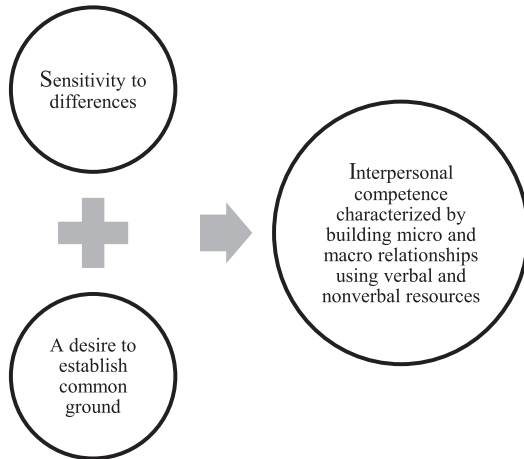 Sensitivity to
differences
A desire to
establish
common
ground
Interpersonal
competence
characterized by
building micro and
macro relationships
using verbal and
nonverbal resources